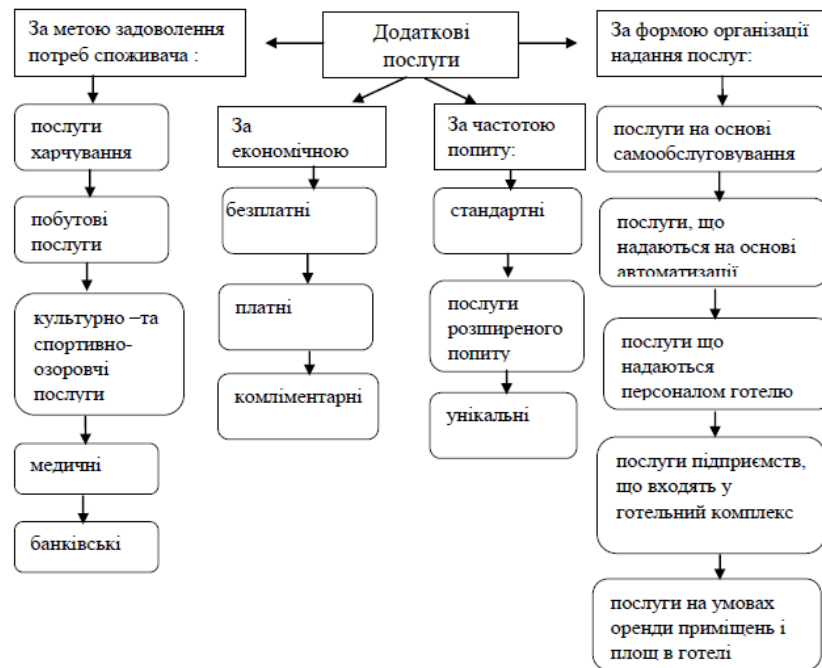 Додаткові
послуги
За метою задоволення
потреб споживача :
послуги
харчування
побутові
послуги
культурно –та
спортивно-
озоровчі
послуги
медичні
банківські
За
економічною
безплатні
платні
комліментарні
За частотою
попиту:
стандартні
послуги
розширеного
попиту
унікальні
За формою організації
надання послуг:
послуги на основі
самообслуговування
послуги, що
надаються на основі
автоматизації
послуги що
надаються
персоналом готелю
послуги підприємств,
що входять у
готельний комплекс
послуги на умовах
оренди приміщень і
площ в готелі